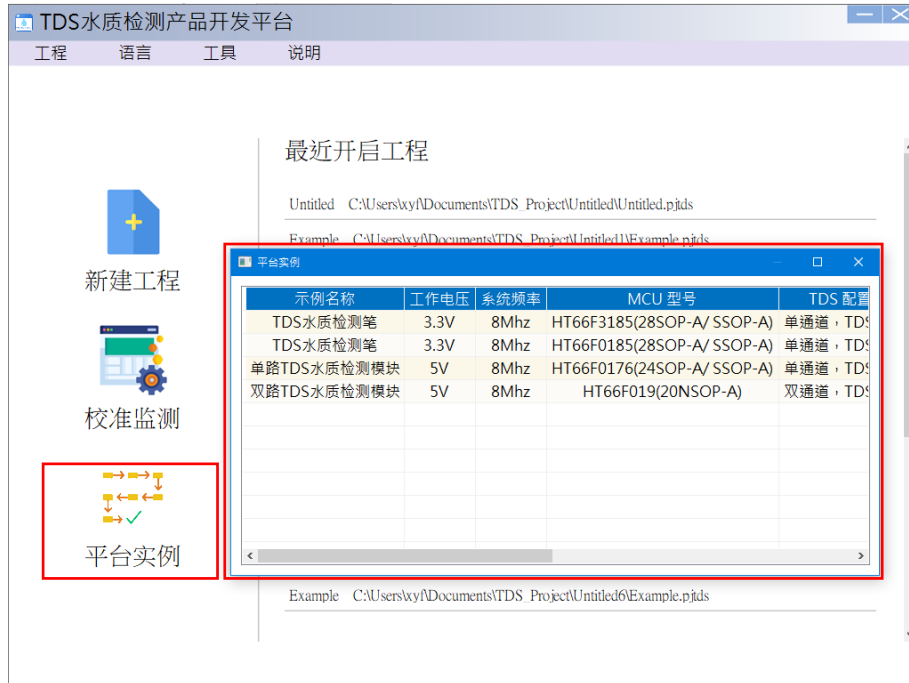 TDS水质检测产品开发平台
工程 语言 工具 说明
最近开启工程
Untitled C:\Users\xyf\Documents\TDS_Project\Untitled\Untitled.pjtds
Example C:\Users\xyf\Documents\TDS_Project\Untitled1\Example.pjtds
新建工程
校准监测
平台实例
平台实例
示例名称 工作电压 系统频率 MCU 型号 TDS 配置
TDS水质检测笔 3.3V 8Mhz HT66F3185(28SOP-A/ SSOP-A) 单通道，TDS
TDS水质检测笔 3.3V 8Mhz HT66F0185(28SOP-A/ SSOP-A) 单通道，TDS
单路TDS水质检测模块 5V 8Mhz HT66F0176(24SOP-A/ SSOP-A) 单通道，TDS
双路TDS水质检测模块 5V 8Mhz HT66F019(20NSOP-A) 双通道，TDS
Example C:\Users\xyf\Documents\TDS_Project\Untitled6\Example.pjtds